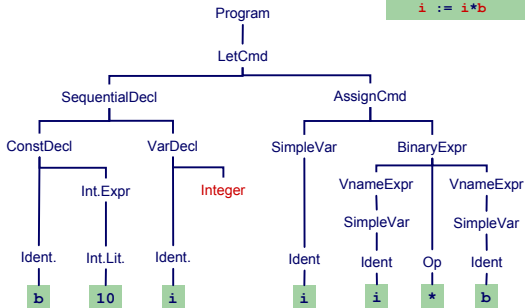 i := i*b
Program
LetCmd
SequentialDecl AssignCmd
ConstDecl VarDecl SimpleVar BinaryExpr
Int.Expr Integer VnameExpr VnameExpr
SimpleVar SimpleVar
Ident. Int.Lit. Ident. Ident Ident Op Ident
b 10 i i i * b